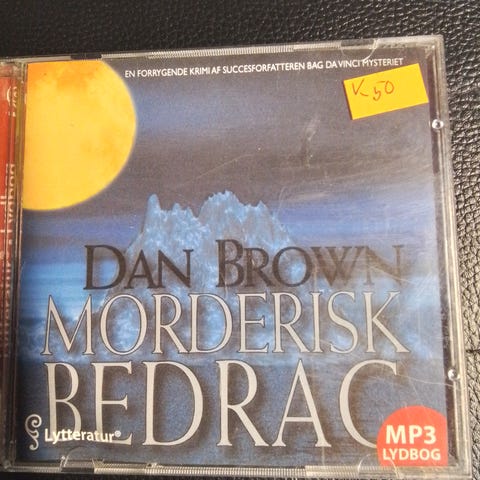 EN FORRYGENDE KRIMI AF SUCCESFORFATTEREN BAG DA VINCI MYSTERIET
K 50
DAN BROWN
MORDERISK
BEDRAG
Lytteratur®
MP3
LYDBOG